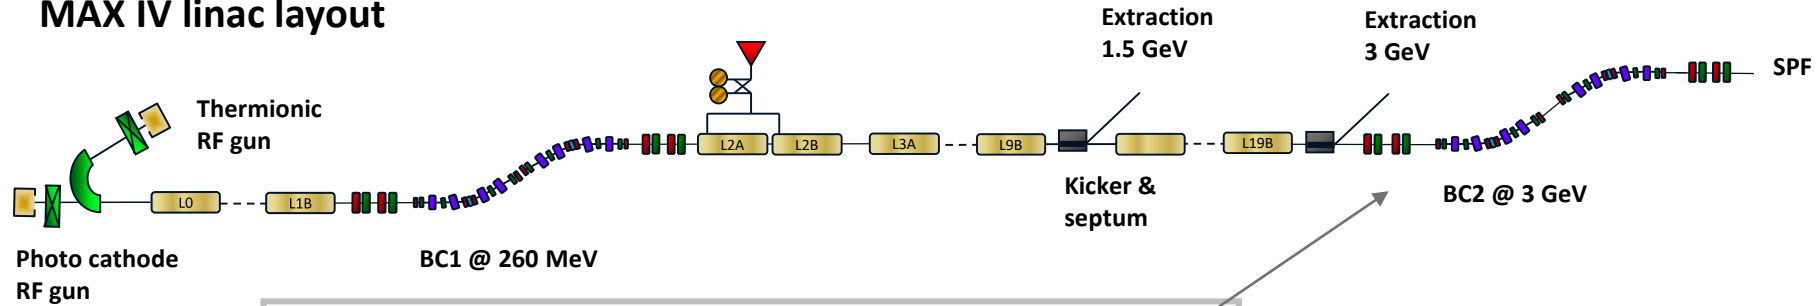 MAX IV linac layout
Extraction
1.5 GeV
Extraction
3 GeV
SPF
Thermionic
RF gun
L2A
L2B
L3A
L9B
L19B
L0
L1B
Kicker &
septum
BC2 @ 3 GeV
Photo cathode
RF gun
BC1 @ 260 MeV